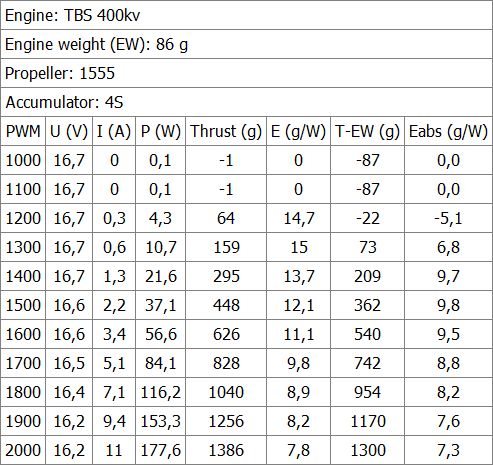 Engine: TBS 400kv
Engine weight (EW): 86 g
Propeller: 1555
Accumulator: 4S
PWM U (V) I (A) P (W) Thrust (g) E (g/W) T-EW (g) Eabs (g/W)
1000 16,7 0 0,1 -1 0 -87 0,0
1100 16,7 0 0,1 -1 0 -87 0,0
1200 16,7 0,3 4,3 64 14,7 -22 -5,1
1300 16,7 0,6 10,7 159 15 73 6,8
1400 16,7 1,3 21,6 295 13,7 209 9,7
1500 16,6 2,2 37,1 448 12,1 362 9,8
1600 16,6 3,4 56,6 626 11,1 540 9,5
1700 16,5 5,1 84,1 828 9,8 742 8,8
1800 16,4 7,1 116,2 1040 8,9 954 8,2
1900 16,2 9,4 153,3 1256 8,2 1170 7,6
2000 16,2 11 177,6 1386 7,8 1300 7,3